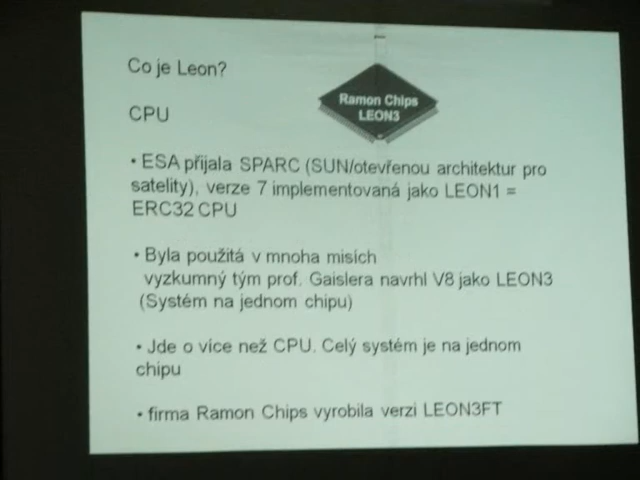 Co je Leon?
Ramon Chips
LEON3
CPU
• ESA přijala SPARC (SUN/otevřenou architektur pro
satelity), verze 7 implementovaná jako LEON1 =
ERC32 CPU
• Byla použitá v mnoha misích
vyzkumný tým prof. Gaislera navrhl V8 jako LEON3
(Systém na jednom chipu)
• Jde o více než CPU. Celý systém je na jednom
chipu
• firma Ramon Chips vyrobila verzi LEON3FT